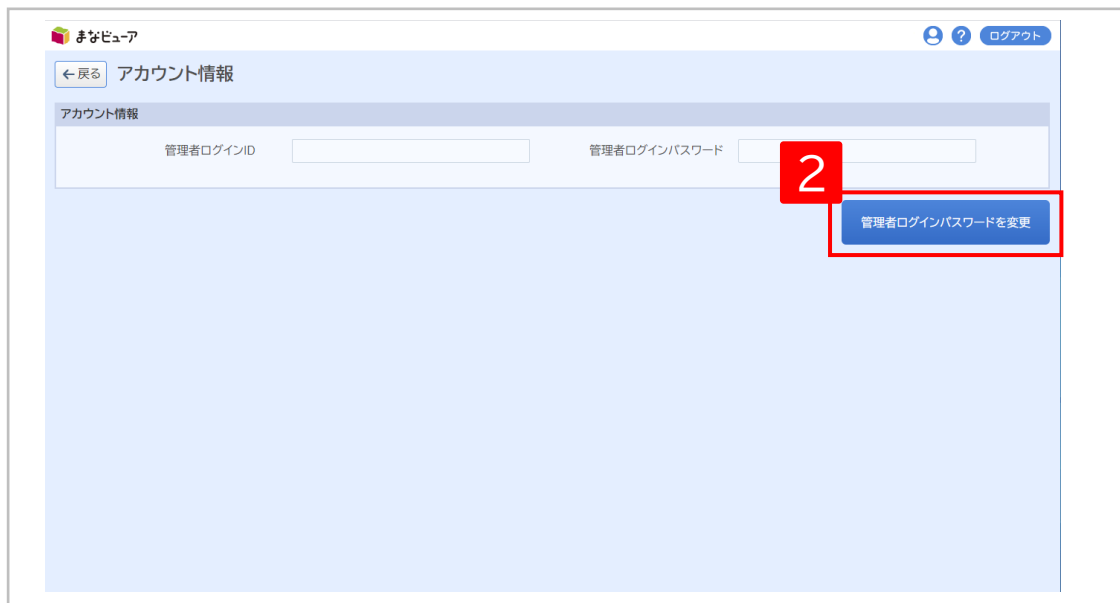 まなビューア
? ログアウト
←戻る アカウント情報
アカウント情報
管理者ログインID 管理者ログインパスワード
2
管理者ログインパスワードを変更